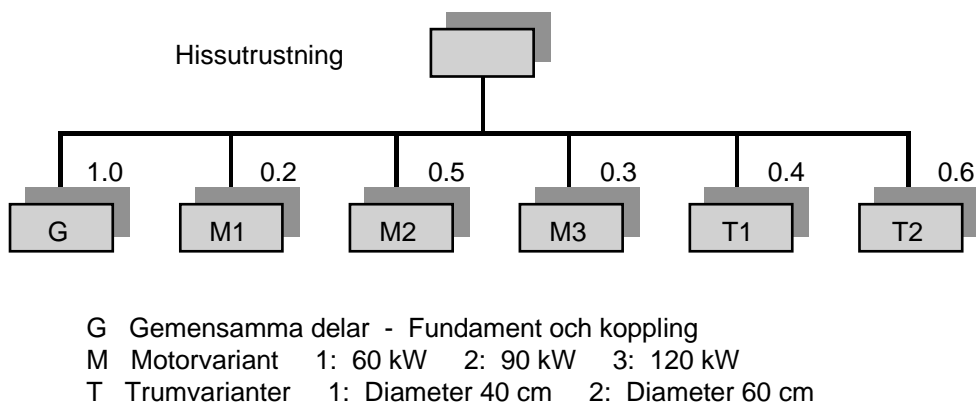 Hissutrustning
1.0 0.2 0.5 0.3 0.4 0.6
G M1 M2 M3 T1 T2
G Gemensamma delar - Fundament och koppling
M Motorvariant 1: 60 kW 2: 90 kW 3: 120 kW
T Trumvarianter 1: Diameter 40 cm 2: Diameter 60 cm